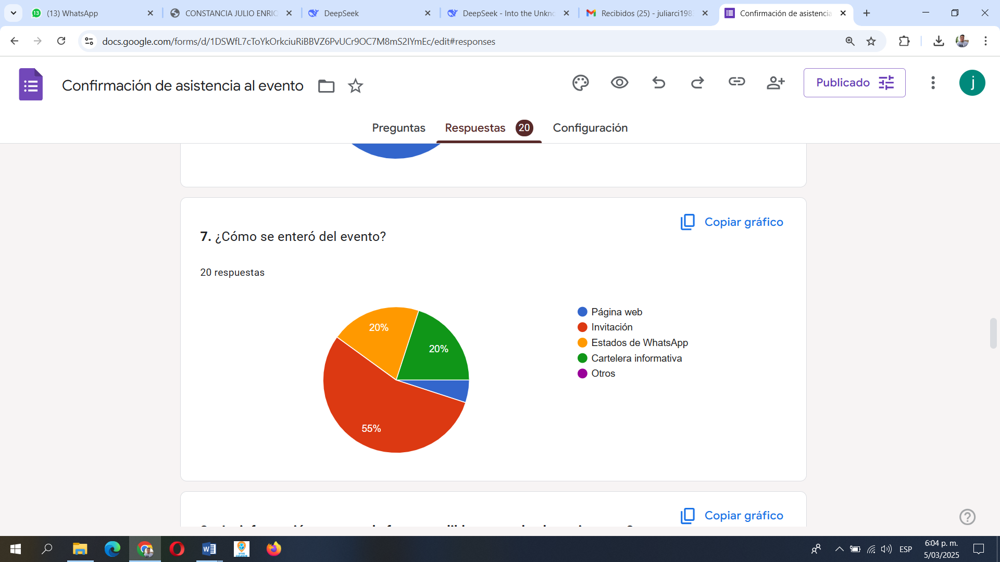 (13) WhatsApp
CONSTANCIA JULIO ENRIC
DeepSeek
DeepSeek - Into the Unkno
Recibidos (25) - juliarci198
Confirmación de asistencia
docs.google.com/forms/d/1DSWfL7cToYkOrkciuRiBBVZ6PvUCr9OC7M8mS2IYmEc/edit#responses
Confirmación de asistencia al evento
Publicado
j
Preguntas
Respuestas 20
Configuración
Copiar gráfico
7. ¿Cómo se enteró del evento?
20 respuestas
20%
20%
55%
Página web
Invitación
Estados de WhatsApp
Cartelera informativa
Otros
Copiar gráfico
ESP
6:04 p. m.
5/03/2025